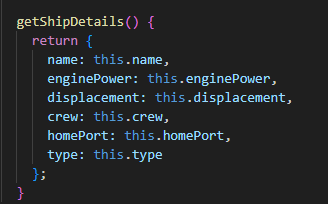 getShipDetails() {
return {
name: this.name,
enginePower: this.enginePower,
displacement: this.displacement,
crew: this.crew,
homePort: this.homePort,
type: this.type
};
}